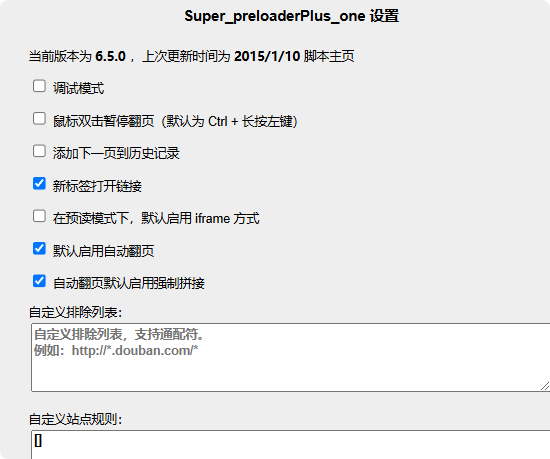 Super_preloaderPlus_one 设置
当前版本为 6.5.0 ，上次更新时间为 2015/1/10 脚本主页
调试模式
鼠标双击暂停翻页（默认为 Ctrl + 长按左键）
添加下一页到历史记录
新标签打开链接
在预读模式下，默认启用 iframe 方式
默认启用自动翻页
自动翻页默认启用强制拼接
自定义排除列表：
自定义排除列表，支持通配符。
例如：http://*.douban.com/*
自定义站点规则：
[]